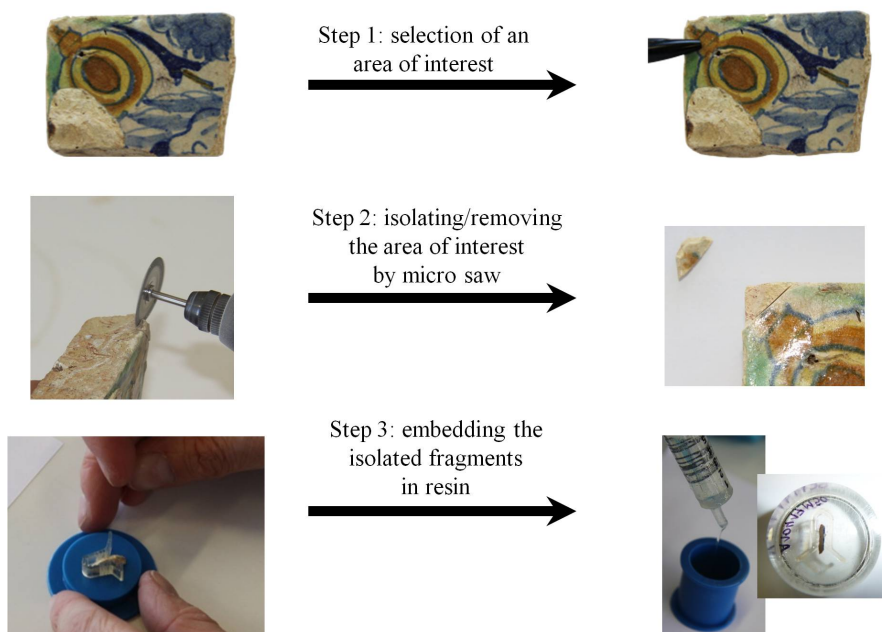 Step 1: selection of an
area of interest
Step 2: isolating/removing
the area of interest
by micro saw
Step 3: embedding the
isolated fragments
in resin